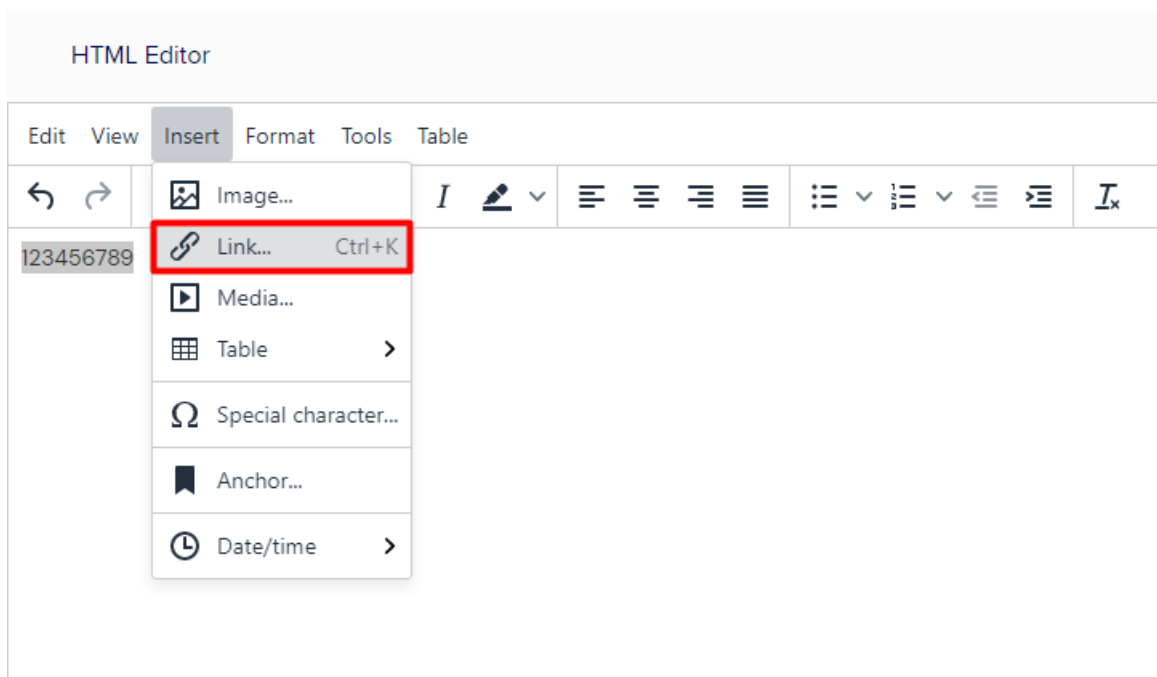 HTML Editor
Edit View Insert Format Tools Table
Image...
I
123456789
Link... Ctrl+K
Media...
Table
Ω Special character...
Anchor...
Date/time